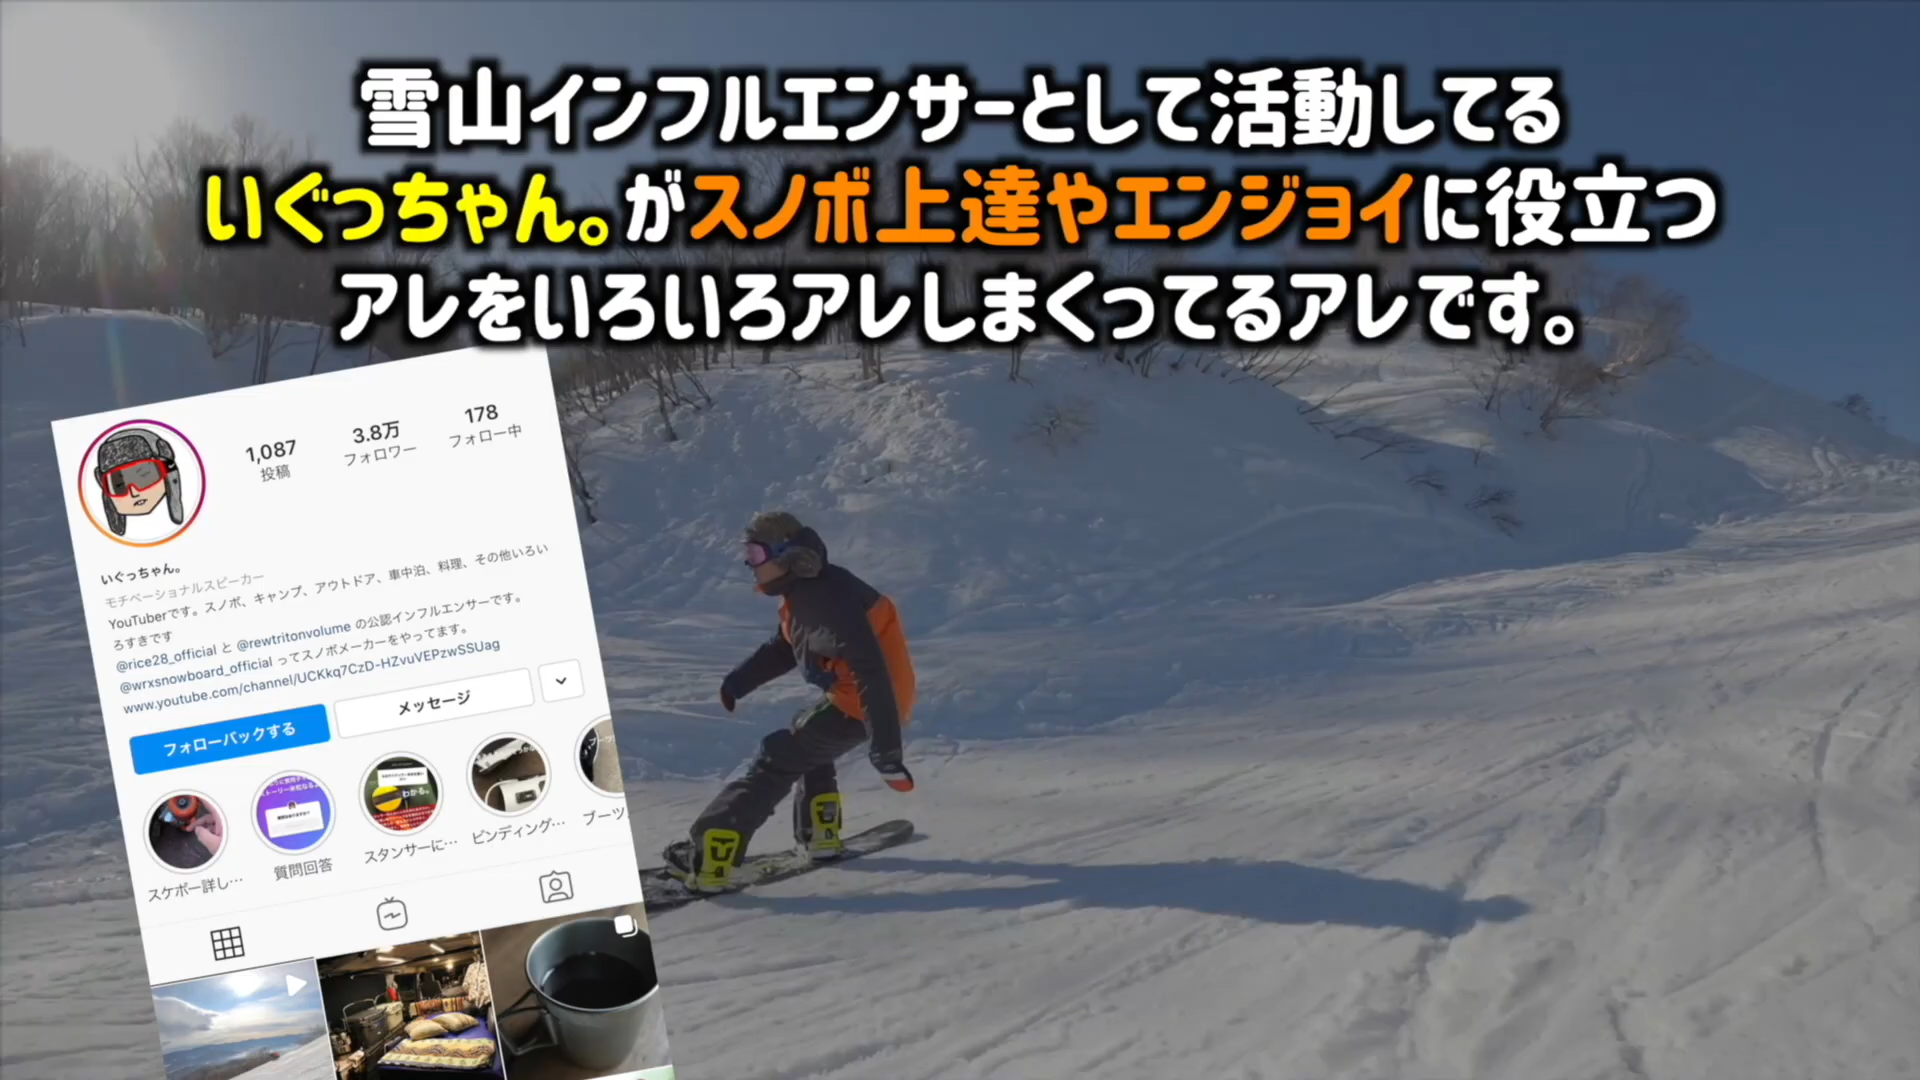 雪山インフルエンサーとして活動してる
いぐっちゃん。がスノボ上達やエンジョイに役立つ
アレをいろいろアレしまくってるアレです。
1,087
投稿
3.8万
フォロワー
178
フォロー中
いぐっちゃん。
モチベーショナルスピーカー
YouTuberです。スノボ、キャンプ、アウトドア、車中泊、料理、その他いろい
ろすきです
@rice28_official と @rewtritonvolume の公認インフルエンサーです。
@wrxsnowboard_official ってスノボメーカーをやってます。
www.youtube.com/channel/UCKkq7CzD-HZvuVEPzwSSUag
フォローバックする
メッセージ
わかる。
スケボー詳し…
質問回答
スタンサーに…
ビンディング…
ブーツ